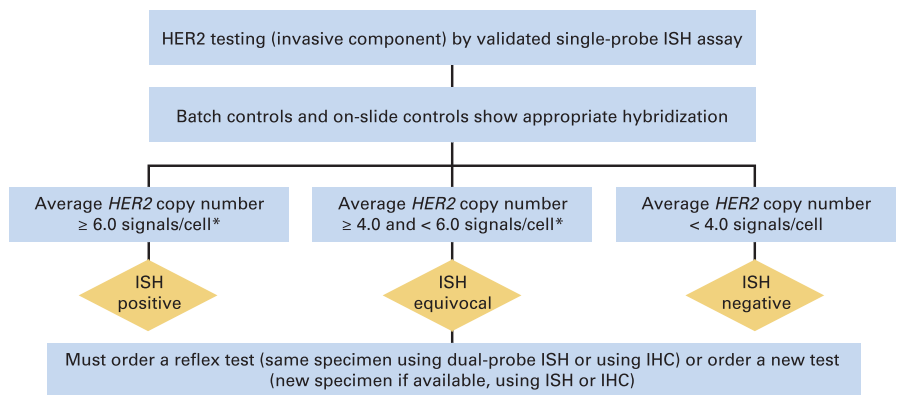 HER2 testing (invasive component) by validated single-probe ISH assay
Batch controls and on-slide controls show appropriate hybridization
Average HER2 copy number
≥ 6.0 signals/cell*
Average HER2 copy number
≥ 4.0 and < 6.0 signals/cell*
Average HER2 copy number
< 4.0 signals/cell
ISH
positive
ISH
equivocal
ISH
negative
Must order a reflex test (same specimen using dual-probe ISH or using IHC) or order a new test
(new specimen if available, using ISH or IHC)